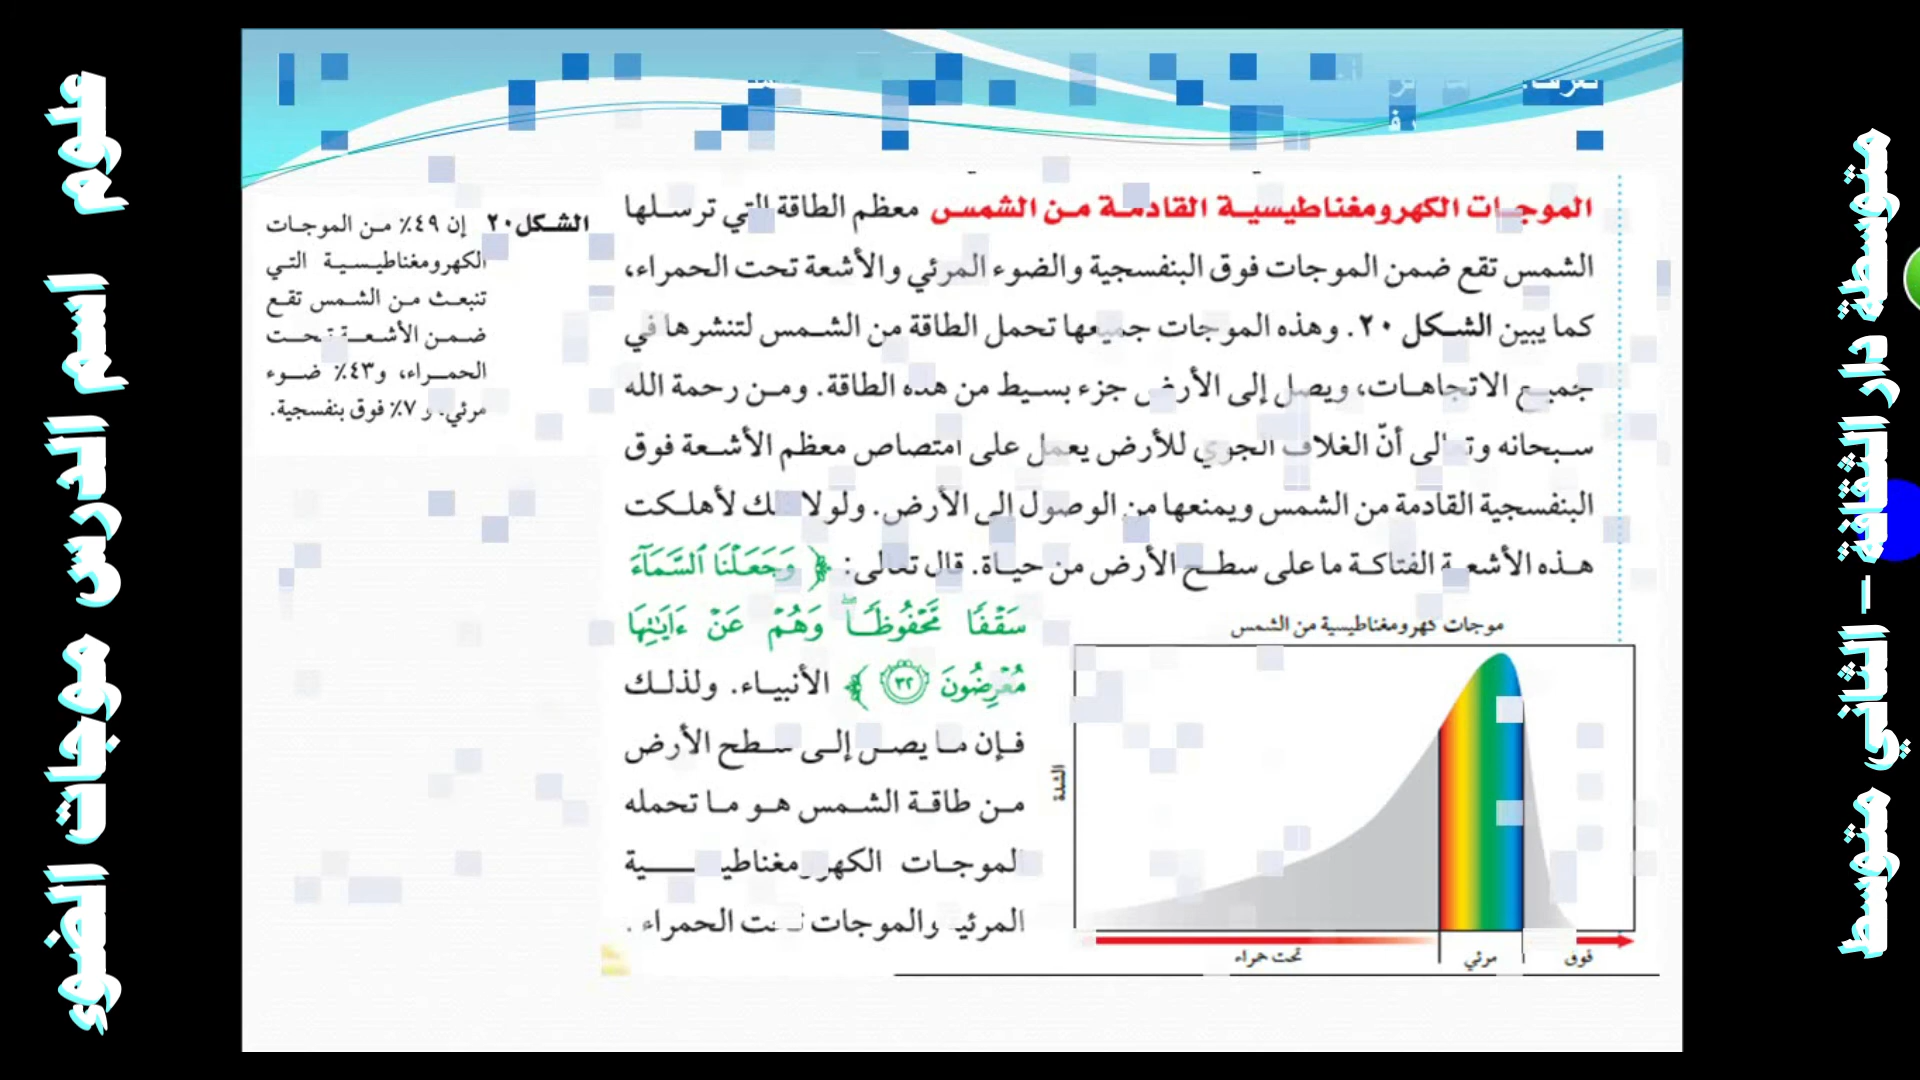 علوم
اسم الدرس موجات الضوء
متوسطة دار الثقافة – الثاني متوسط
الموجات الكهرومغناطيسية القادمة من الشمس معظم الطاقة التي ترسلها
الشمس تقع ضمن الموجات فوق البنفسجية والضوء المرئي والأشعة تحت الحمراء،
كما يبين الشكل ٢٠. وهذه الموجات جميعها تحمل الطاقة من الشمس لتنشرها في
جميع الاتجاهات، ويصل إلى الأرض جزء بسيط من هذه الطاقة. ومن رحمة الله
سبحانه وتعالى أنّ الغلاف الجوي للأرض يعمل على امتصاص معظم الأشعة فوق
البنفسجية القادمة من الشمس ويمنعها من الوصول إلى الأرض. ولولا لأهلكت
هذه الأشعة الفتاكة ما على سطح الأرض من حياة. قال تعالى: ﴿ وَجَعَلْنَا ٱلسَّمَآءَ
سَقْفًا مَّحْفُوظًا ۖ وَهُمْ عَنْ ءَايَٰتِهَا
مُعْرِضُونَ ٣٢ ﴾ الأنبياء. ولذلك
فإن ما يصل إلى سطح الأرض
من طاقة الشمس هو ما تحمله
الموجات الكهرومغناطيسية
المرئية والموجات تحت الحمراء .
الشكل ٢٠ إن ٤٩٪ من الموجات
الكهرومغناطيسية التي
تنبعث من الشمس تقع
ضمن الأشعة تحت
الحمراء، و٤٣٪ ضوء
مرئي، و ٧٪ فوق بنفسجية.
موجات كهرومغناطيسية من الشمس
الشدة
تحت حمراء
مرئي
فوق